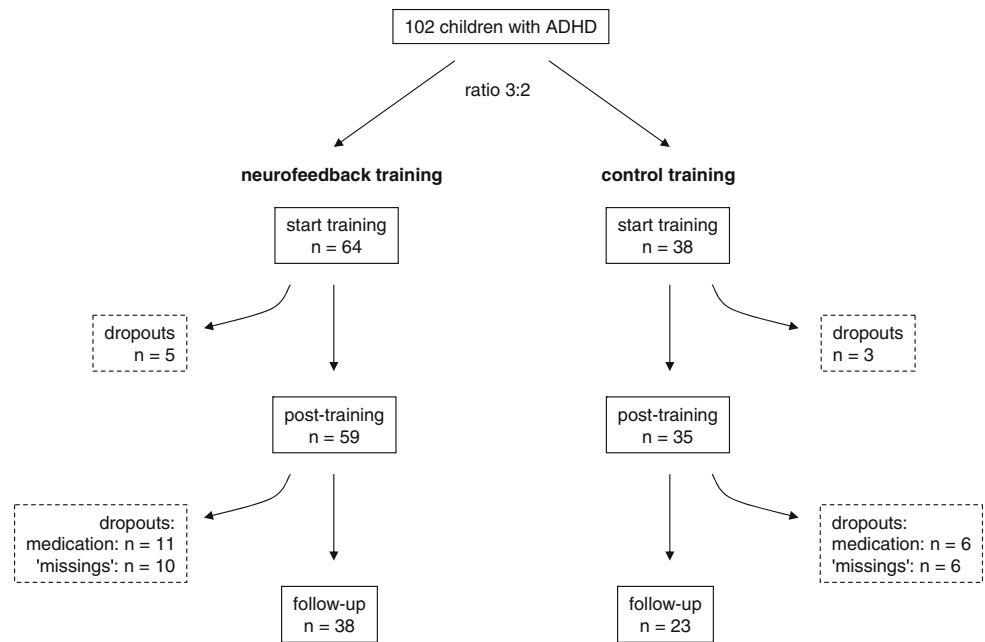 102 children with ADHD
ratio 3:2
neurofeedback training
control training
start training
n = 64
start training
n = 38
dropouts
n = 5
dropouts
n = 3
post-training
n = 59
post-training
n = 35
dropouts:
medication: n = 11
'missings': n = 10
dropouts:
medication: n = 6
'missings': n = 6
follow-up
n = 38
follow-up
n = 23